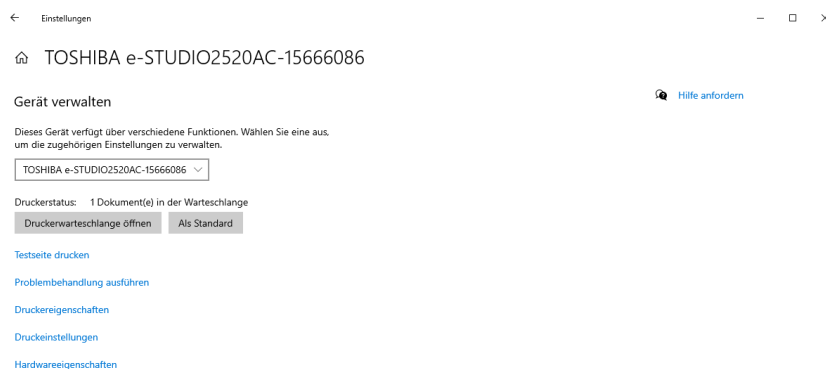 Einstellungen
TOSHIBA e-STUDIO2520AC-15666086
Gerät verwalten
Hilfe anfordern
Dieses Gerät verfügt über verschiedene Funktionen. Wählen Sie eine aus,
um die zugehörigen Einstellungen zu verwalten.
TOSHIBA e-STUDIO2520AC-15666086
Druckerstatus: 1 Dokument(e) in der Warteschlange
Druckerwarteschlange öffnen Als Standard
Testseite drucken
Problembehandlung ausführen
Druckereigenschaften
Druckeinstellungen
Hardwareeigenschaften